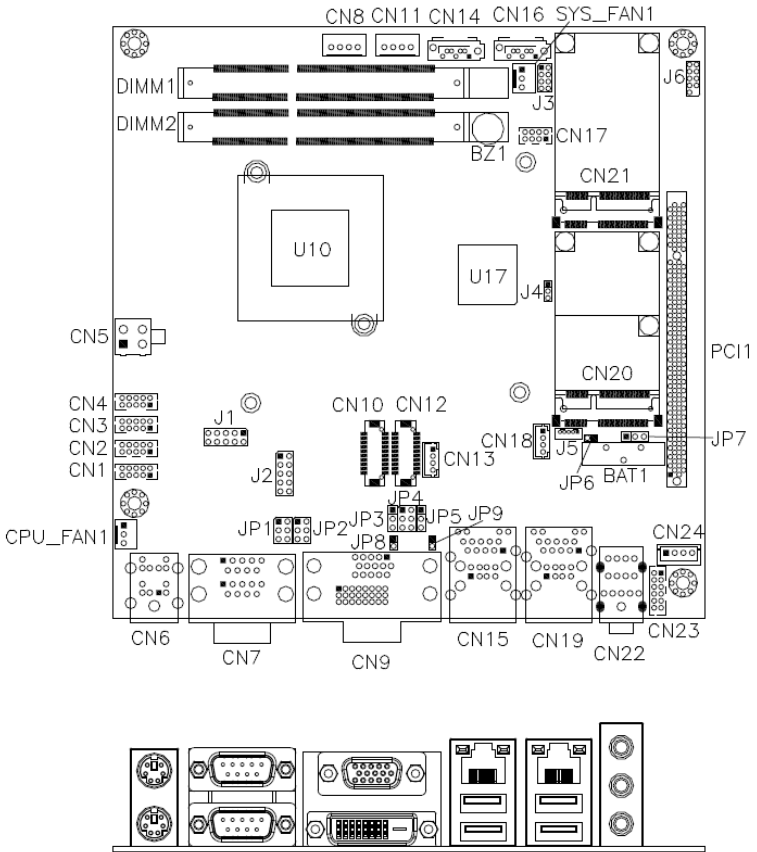 CN8 CN11 CN14 CN16 SYS_FAN1
DIMM1
J3
J6
DIMM2
BZ1
CN17
CN21
U10
U17
J4
CN5
PCI1
CN20
CN4
CN3
CN2
CN1
J1
J2
CN10 CN12
CN13
CN18
J5
JP7
JP6
BAT1
CPU_FAN1
JP1
JP2
JP3
JP4
JP5
JP9
JP8
CN24
CN6
CN7
CN9
CN15
CN19
CN22
CN23